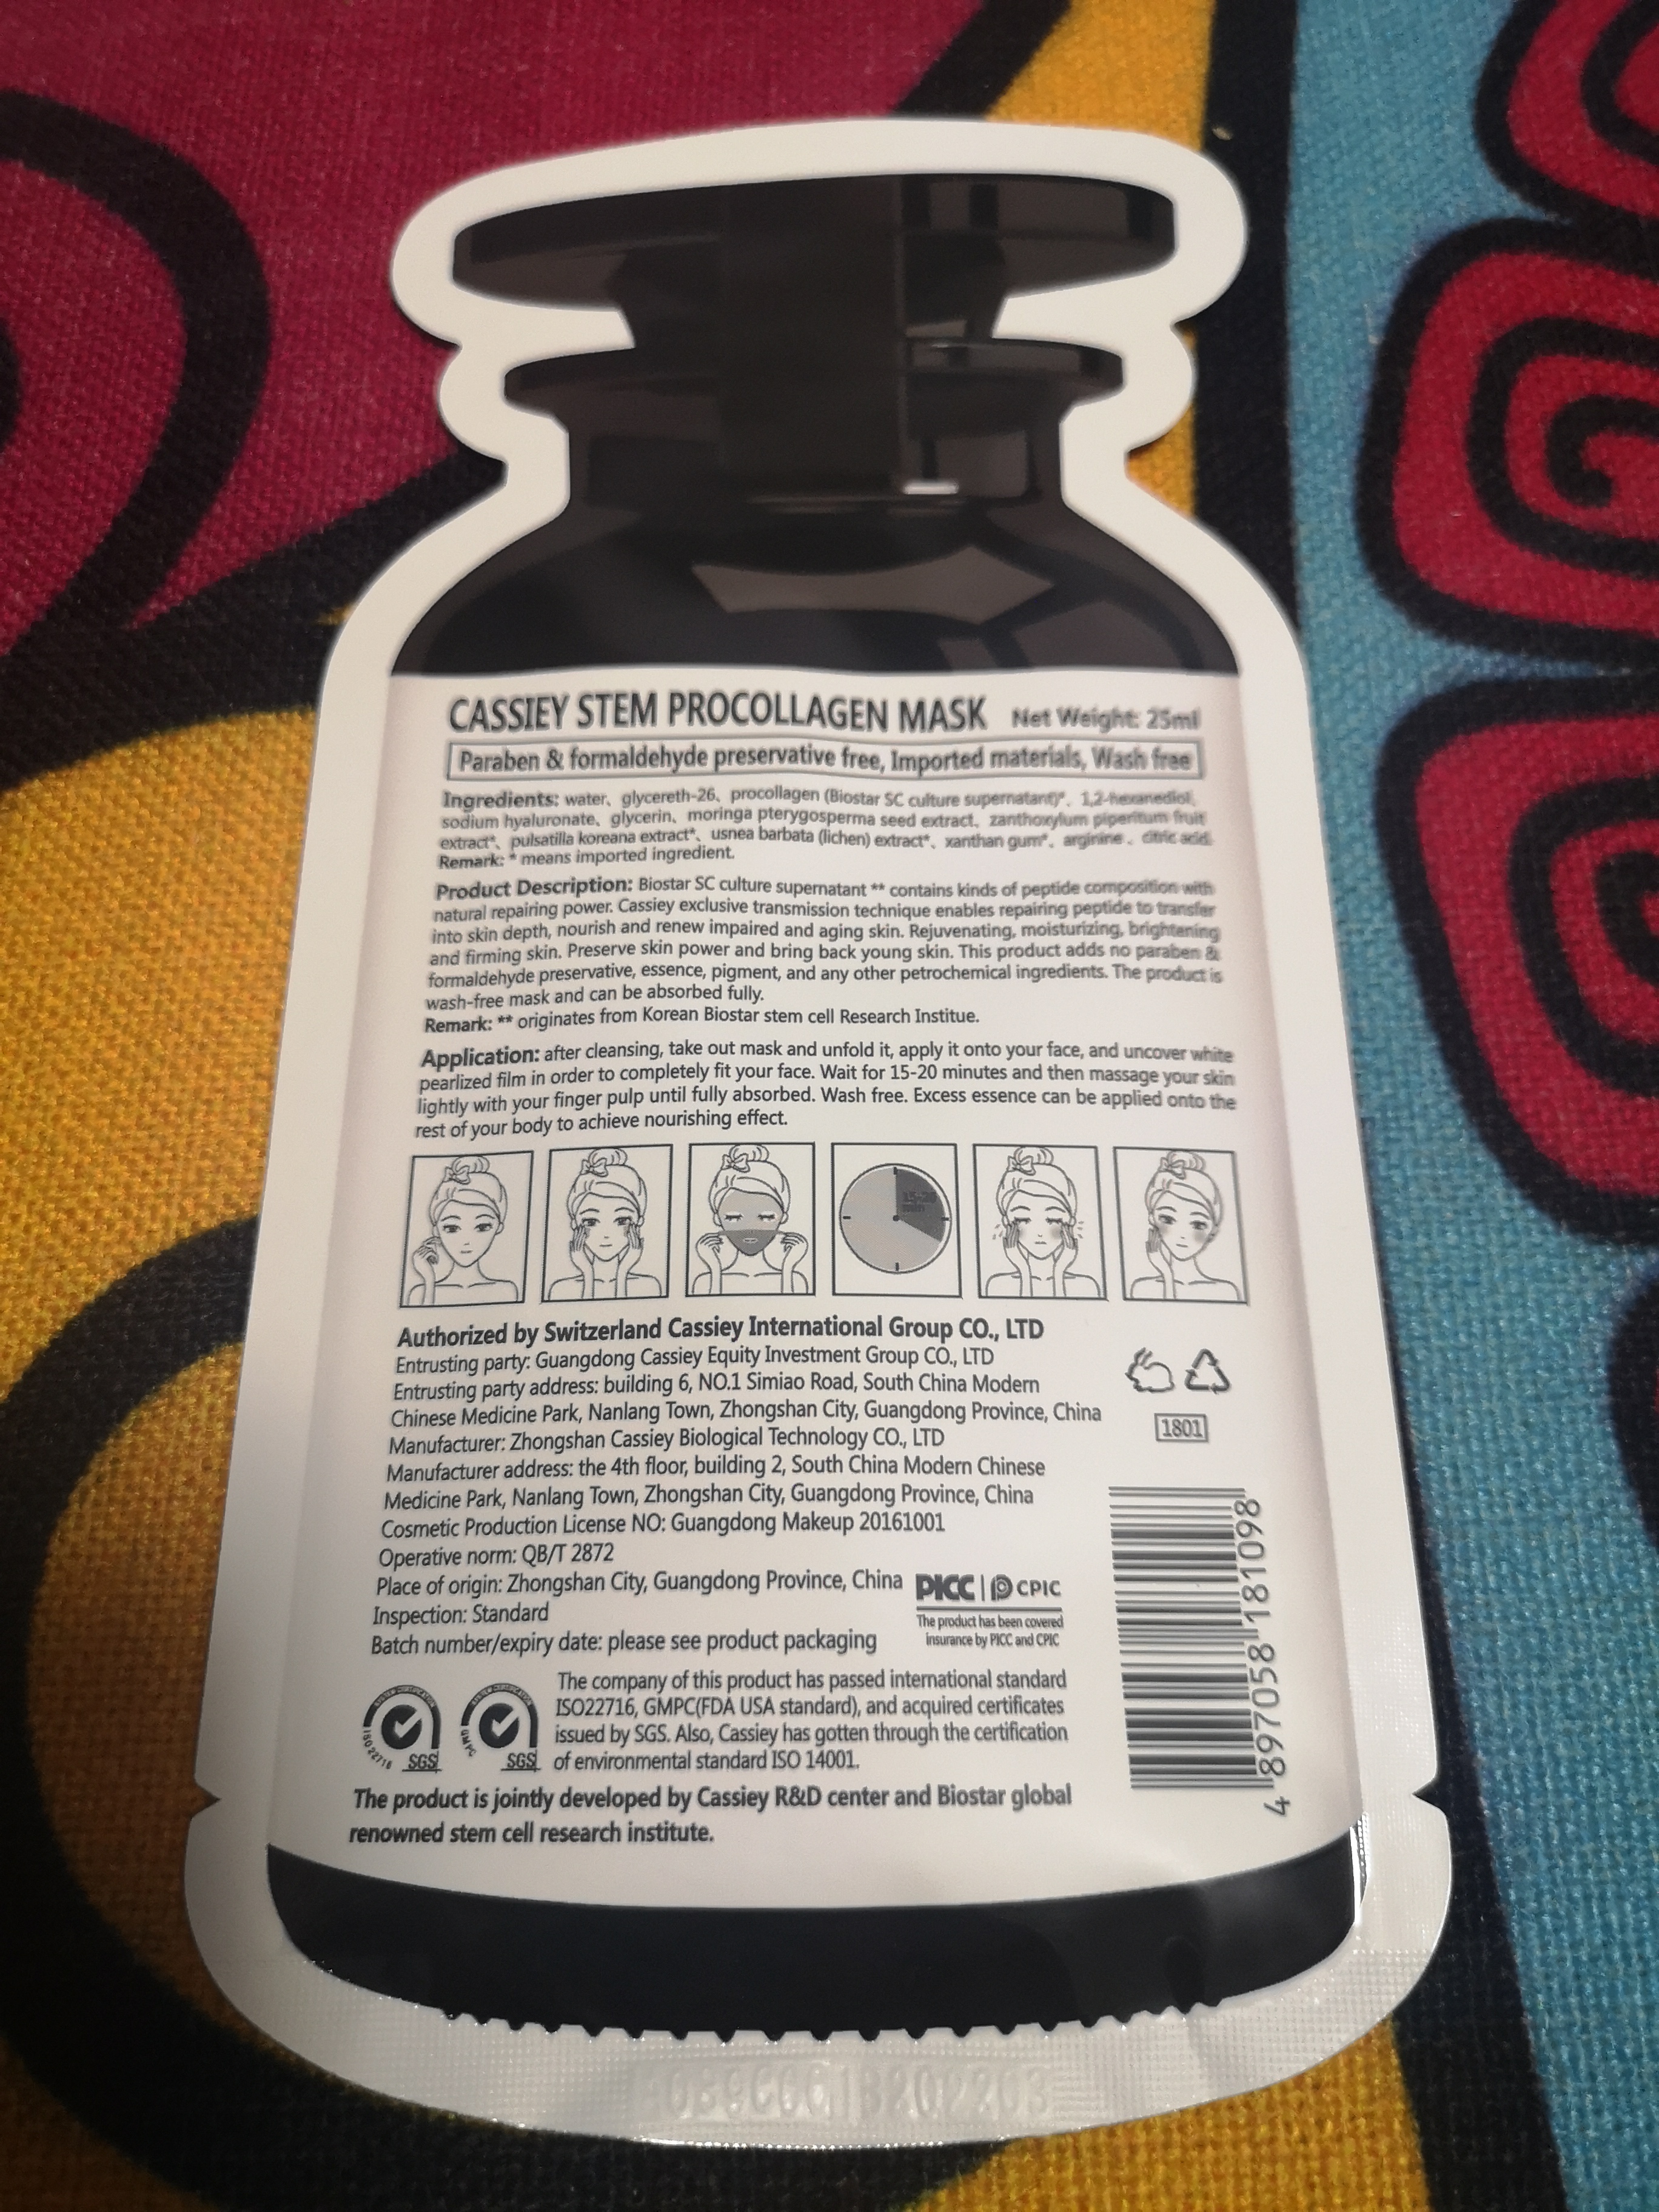 CASSIEY STEM PROCOLLAGEN MASK Net Weight: 25ml
Paraben & formaldehyde preservative free, Imported materials, Wash free
Ingredients: water、glycereth-26、procollagen (Biostar SC culture supernatant)*、1,2-hexanediol、
sodium hyaluronate、glycerin、moringa pterygosperma seed extract、zanthoxylum piperitum fruit
extract*、pulsatilla koreana extract*、usnea barbata (lichen) extract*、xanthan gum*、arginine、citric acid.
Remark: * means imported ingredient.
Product Description: Biostar SC culture supernatant ** contains kinds of peptide composition with
natural repairing power. Cassiey exclusive transmission technique enables repairing peptide to transfer
into skin depth, nourish and renew impaired and aging skin. Rejuvenating, moisturizing, brightening
and firming skin. Preserve skin power and bring back young skin. This product adds no paraben &
formaldehyde preservative, essence, pigment, and any other petrochemical ingredients. The product is
wash-free mask and can be absorbed fully.
Remark: ** originates from Korean Biostar stem cell Research Institue.
Application: after cleansing, take out mask and unfold it, apply it onto your face, and uncover white
pearlized film in order to completely fit your face. Wait for 15-20 minutes and then massage your skin
lightly with your finger pulp until fully absorbed. Wash free. Excess essence can be applied onto the
rest of your body to achieve nourishing effect.
Authorized by Switzerland Cassiey International Group CO., LTD
Entrusting party: Guangdong Cassiey Equity Investment Group CO., LTD
Entrusting party address: building 6, NO.1 Simiao Road, South China Modern
Chinese Medicine Park, Nanlang Town, Zhongshan City, Guangdong Province, China
Manufacturer: Zhongshan Cassiey Biological Technology CO., LTD
Manufacturer address: the 4th floor, building 2, South China Modern Chinese
Medicine Park, Nanlang Town, Zhongshan City, Guangdong Province, China
Cosmetic Production License NO: Guangdong Makeup 20161001
Operative norm: QB/T 2872
Place of origin: Zhongshan City, Guangdong Province, China
Inspection: Standard
Batch number/expiry date: please see product packaging
1801
PICC | CPIC
The product has been covered
insurance by PICC and CPIC
4 897058 181098
ISO 22716 SGS
GMPC SGS
The company of this product has passed international standard
ISO22716, GMPC(FDA USA standard), and acquired certificates
issued by SGS. Also, Cassiey has gotten through the certification
of environmental standard ISO 14001.
The product is jointly developed by Cassiey R&D center and Biostar global
renowned stem cell research institute.